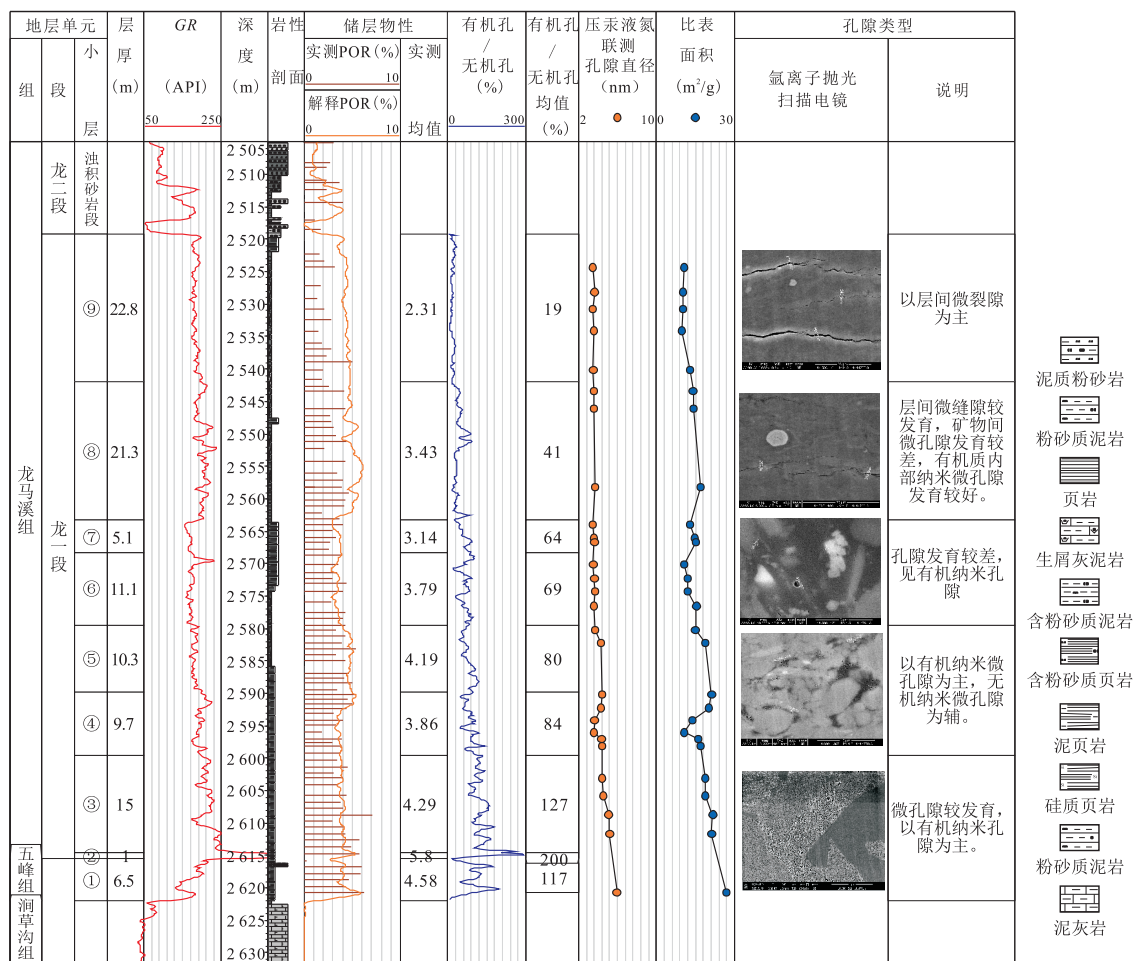 地层单元
组
段
小
层
层
厚
(m)
GR
(API)
50 250
深
度
(m)
岩性
剖面
储层物性
实测POR(%)
0 10
解释POR(%)
0 10
实测
均值
有机孔
/
无机孔
(%)
0 300
有机孔
/
无机孔
均值
(%)
压汞液氮
联测
孔隙直径
(nm)
2 10
比表
面积
(m²/g)
0 30
孔隙类型
氩离子抛光
扫描电镜
说明
龙马溪组
五峰组
涧草沟组
龙二段
龙一段
浊积砂岩段
2 505
2 510
2 515
2 520
2 525
2 530
2 535
2 540
2 545
2 550
2 555
2 560
2 565
2 570
2 575
2 580
2 585
2 590
2 595
2 600
2 605
2 610
2 615
2 620
2 625
2 630
⑨ 22.8 2.31 19
以层间微裂隙
为主
⑧ 21.3 3.43 41
层间微缝隙较
发育，矿物间
微孔隙发育较
差，有机质内
部纳米微孔隙
发育较好。
⑦ 5.1 3.14 64
⑥ 11.1 3.79 69
孔隙发育较差，
见有机纳米孔
隙
⑤ 10.3 4.19 80
④ 9.7 3.86 84
以有机纳米微
孔隙为主，无
机纳米微孔隙
为辅。
③ 15 4.29 127
② 1 5.8 200
① 6.5 4.58 117
微孔隙较发育，
以有机纳米孔
隙为主。
泥质粉砂岩
粉砂质泥岩
页岩
生屑灰泥岩
含粉砂质泥岩
含粉砂质页岩
泥页岩
硅质页岩
粉砂质泥岩
泥灰岩